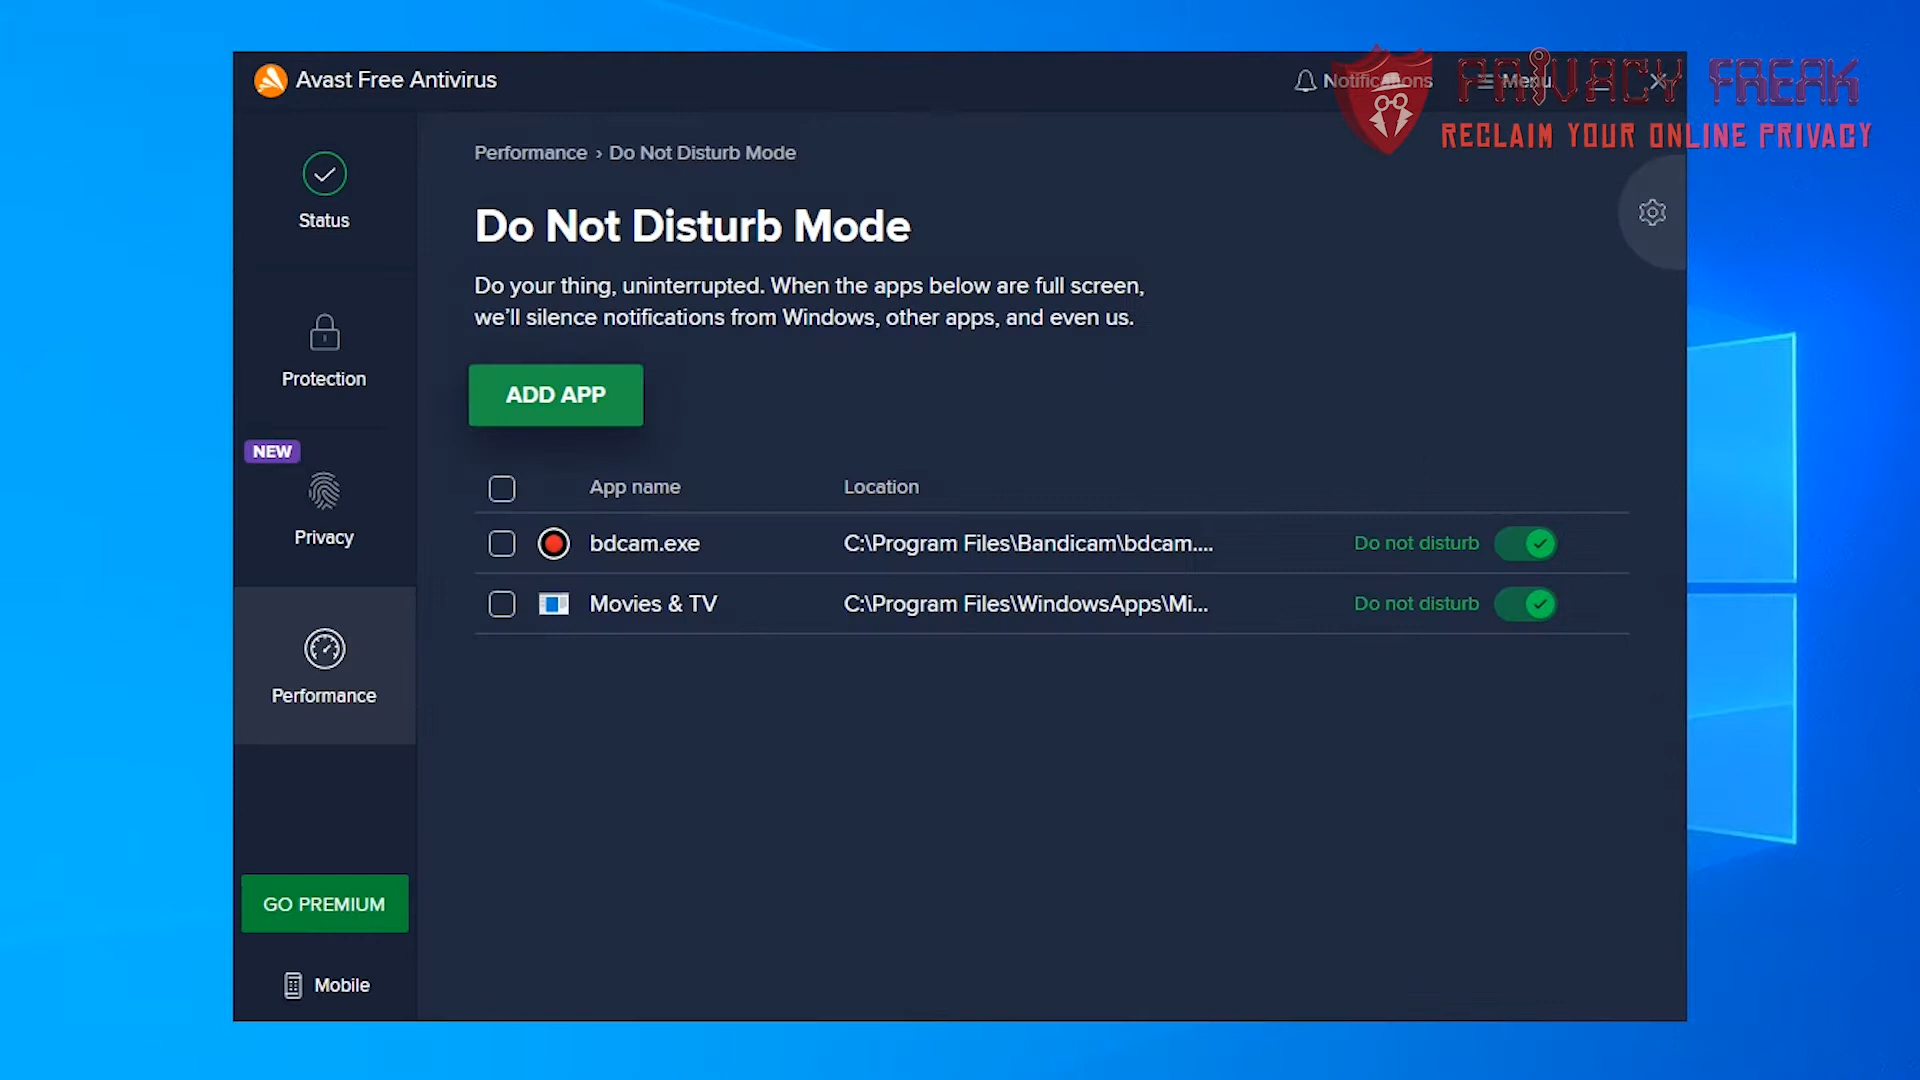 Avast Free Antivirus
Notifications
Menu
PRIVACY FREAK
RECLAIM YOUR ONLINE PRIVACY
Status
Protection
NEW
Privacy
Performance
GO PREMIUM
Mobile
Performance › Do Not Disturb Mode
Do Not Disturb Mode
Do your thing, uninterrupted. When the apps below are full screen,
we'll silence notifications from Windows, other apps, and even us.
ADD APP
App name Location
bdcam.exe C:\Program Files\Bandicam\bdcam.... Do not disturb
Movies & TV C:\Program Files\WindowsApps\Mi... Do not disturb